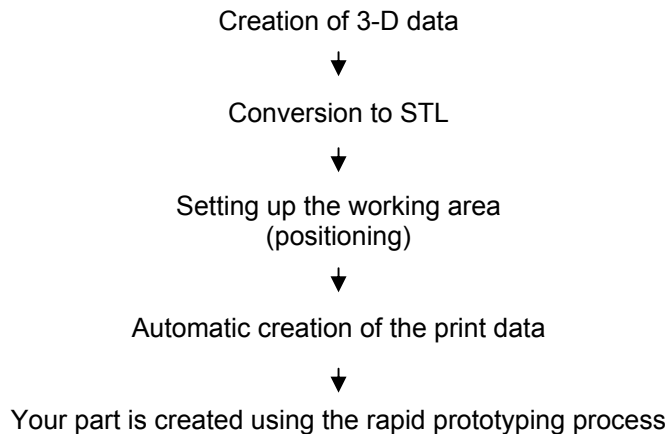 Creation of 3-D data
Conversion to STL
Setting up the working area
(positioning)
Automatic creation of the print data
Your part is created using the rapid prototyping process